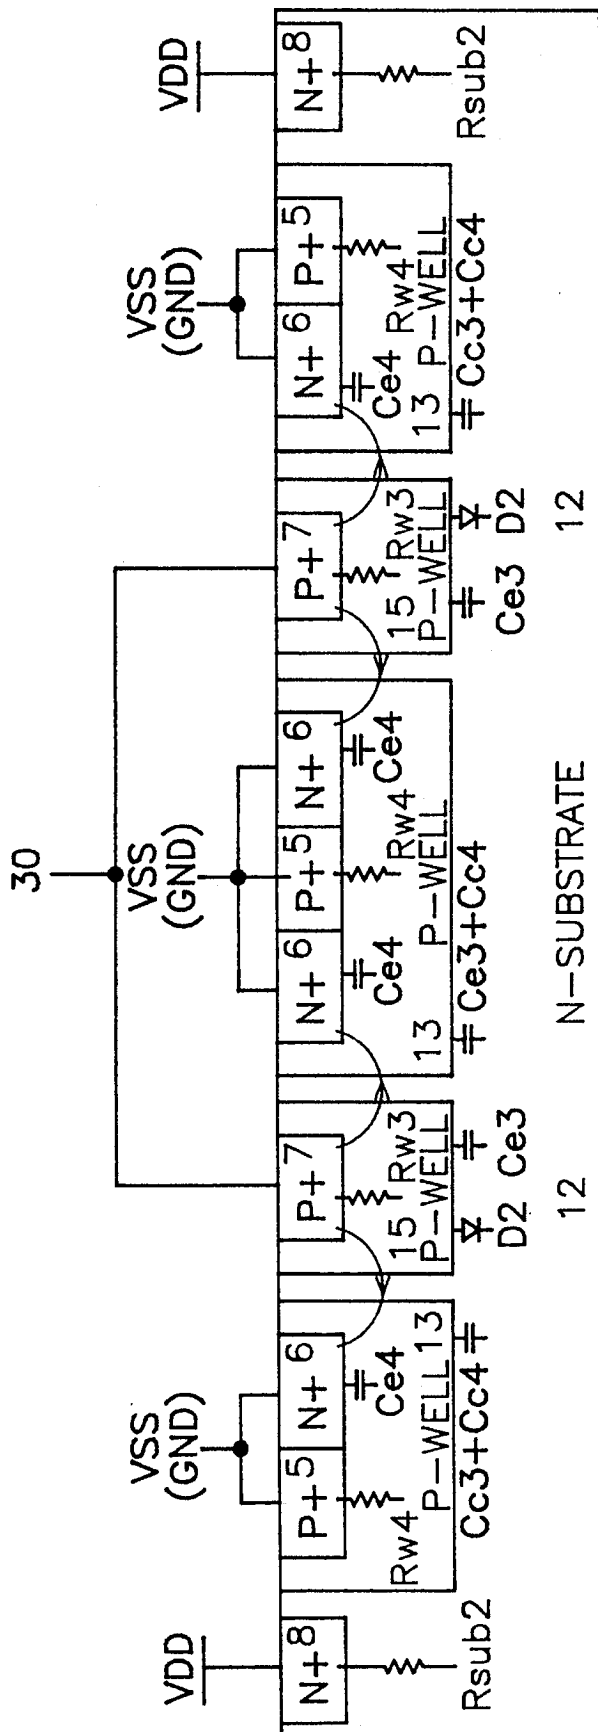 30
VDD
VSS
(GND)
VSS
(GND)
VSS
(GND)
VDD
N+ 8
P+ 5
N+ 6
P+ 7
N+ 6
P+ 5
N+ 6
P+ 7
N+ 6
P+ 5
N+ 8
Rsub2
Rw4
Ce4
P-WELL 13
Cc3+Cc4
Rw3
15
P-WELL
D2
Ce3
12
Ce4
Rw4
Ce4
13
P-WELL
Ce3+Cc4
Rw3
15
P-WELL
Ce3
D2
12
Ce4
Rw4
13
P-WELL
Cc3+Cc4
Rsub2
N-SUBSTRATE